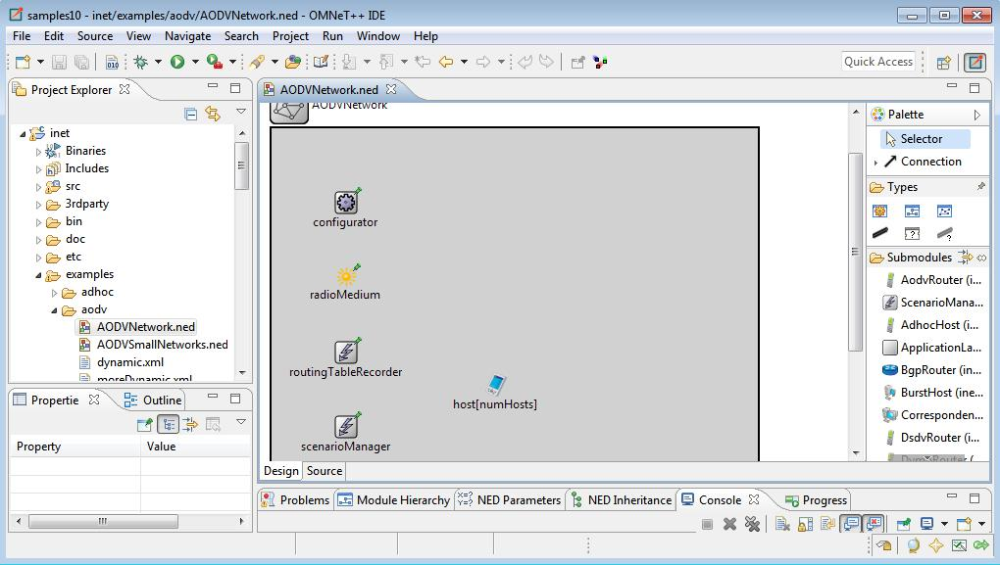 samples10 - inet/examples/aodv/AODVNetwork.ned - OMNeT++ IDE
File Edit Source View Navigate Search Project Run Window Help
010
Quick Access
Project Explorer
inet
Binaries
Includes
src
3rdparty
bin
doc
etc
examples
adhoc
aodv
AODVNetwork.ned
AODVSmallNetworks.ned
dynamic.xml
moreDynamic.xml
Propertie
Outline
Property Value
AODVNetwork.ned
AODVNetwork
configurator
radioMedium
routingTableRecorder
host[numHosts]
scenarioManager
Design Source
Palette
Selector
Connection
Types
Submodules
AodvRouter (i...
ScenarioMana...
AdhocHost (i...
ApplicationLa...
BgpRouter (in...
BurstHost (ine...
Corresponden...
DsdvRouter (i...
Problems Module Hierarchy NED Parameters NED Inheritance Console Progress